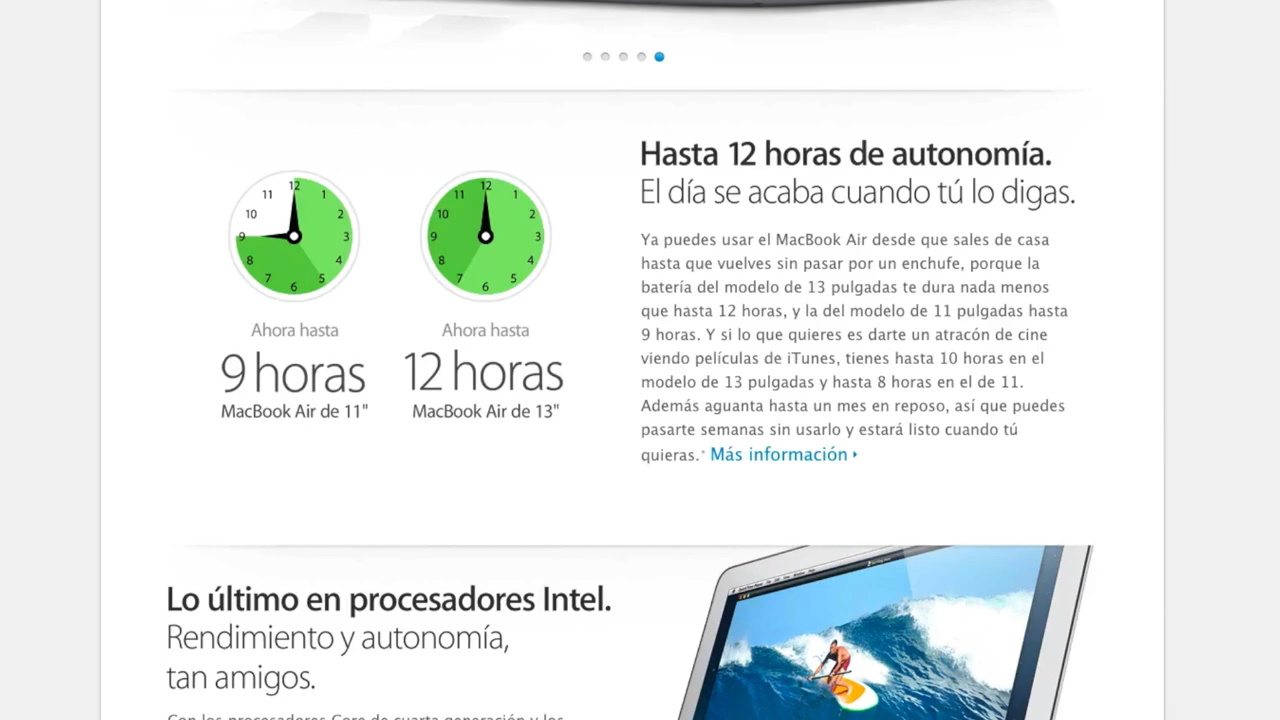 12
11
1
10
2
9
3
8
4
7
5
6
12
11
1
10
2
9
3
8
4
7
5
6
Ahora hasta
9 horas
MacBook Air de 11"
Ahora hasta
12 horas
MacBook Air de 13"
Hasta 12 horas de autonomía.
El día se acaba cuando tú lo digas.
Ya puedes usar el MacBook Air desde que sales de casa
hasta que vuelves sin pasar por un enchufe, porque la
batería del modelo de 13 pulgadas te dura nada menos
que hasta 12 horas, y la del modelo de 11 pulgadas hasta
9 horas. Y si lo que quieres es darte un atracón de cine
viendo películas de iTunes, tienes hasta 10 horas en el
modelo de 13 pulgadas y hasta 8 horas en el de 11.
Además aguanta hasta un mes en reposo, así que puedes
pasarte semanas sin usarlo y estará listo cuando tú
quieras.* Más información
Lo último en procesadores Intel.
Rendimiento y autonomía,
tan amigos.
Con los procesadores Core de cuarta generación y los